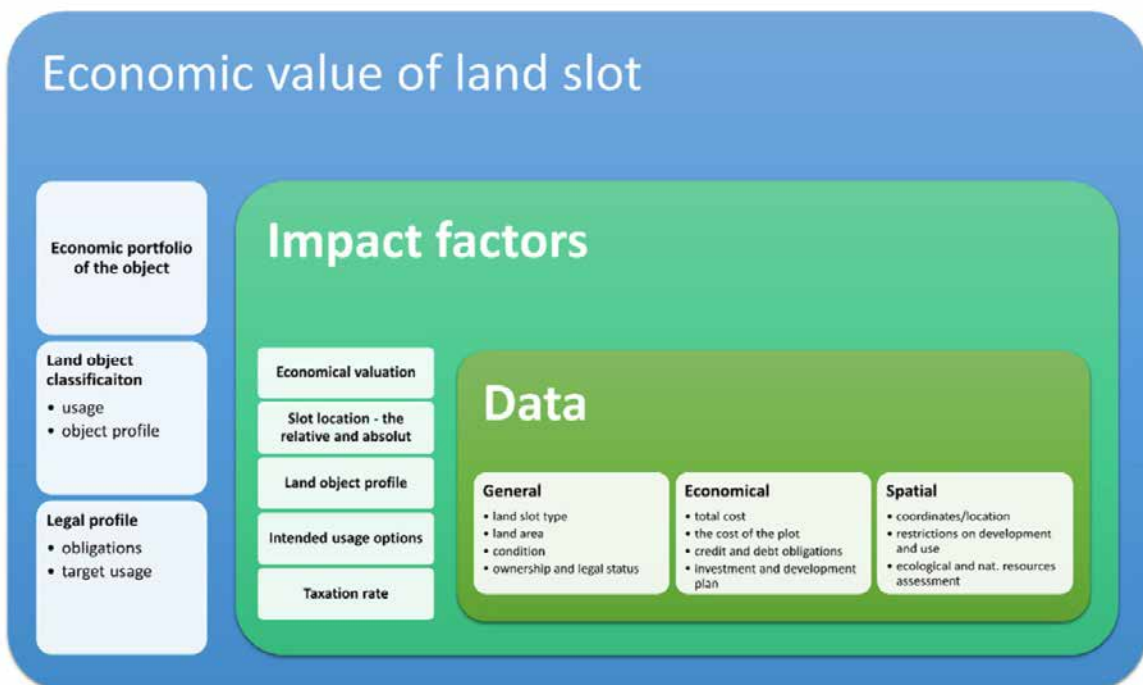 Economic value of land slot
Economic portfolio
of the object
Land object
classificaiton
• usage
• object profile
Legal profile
• obligations
• target usage
Impact factors
Economical valuation
Slot location - the
relative and absolut
Land object profile
Intended usage options
Taxation rate
Data
General
• land slot type
• land area
• condition
• ownership and legal status
Economical
• total cost
• the cost of the plot
• credit and debt obligations
• investment and development
plan
Spatial
• coordinates/location
• restrictions on development
and use
• ecological and nat. resources
assessment